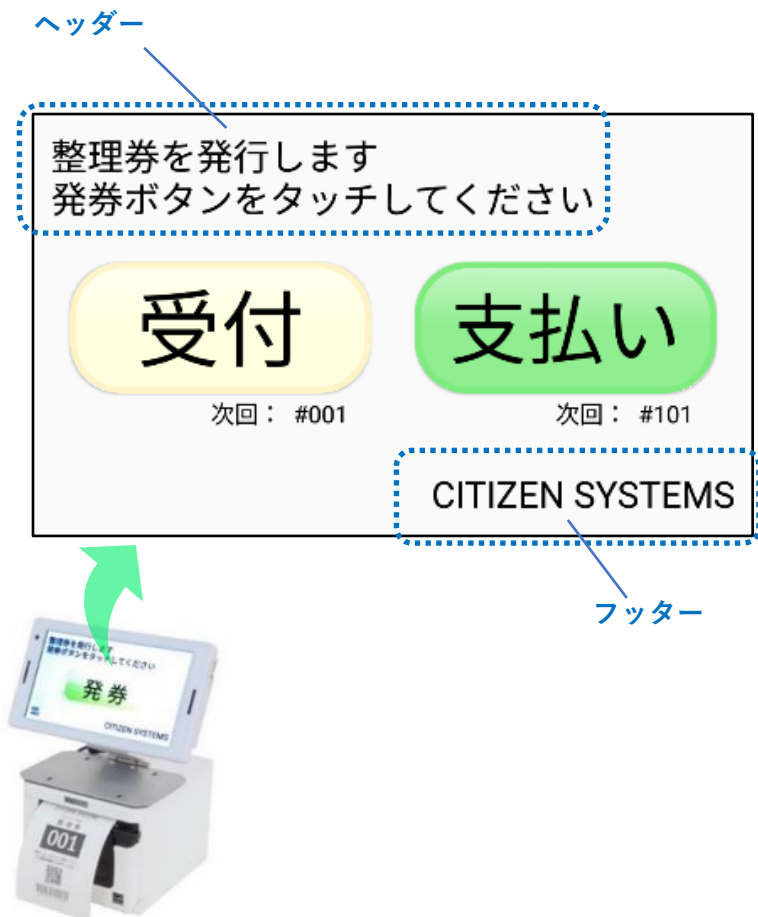 ヘッダー
整理券を発行します
発券ボタンをタッチしてください
受付
支払い
次回： #001
次回： #101
CITIZEN SYSTEMS
フッター
整理券を発行します
発券ボタンをタッチしてください
発券
CITIZEN SYSTEMS
001